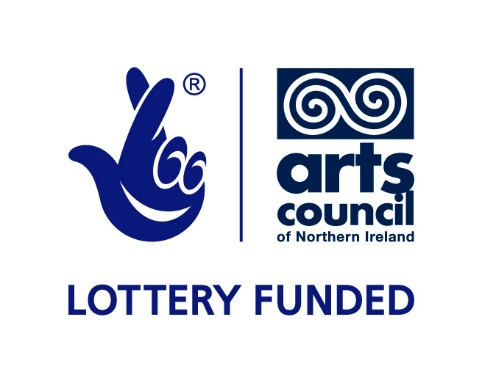 ®
arts
council
of Northern Ireland
LOTTERY FUNDED